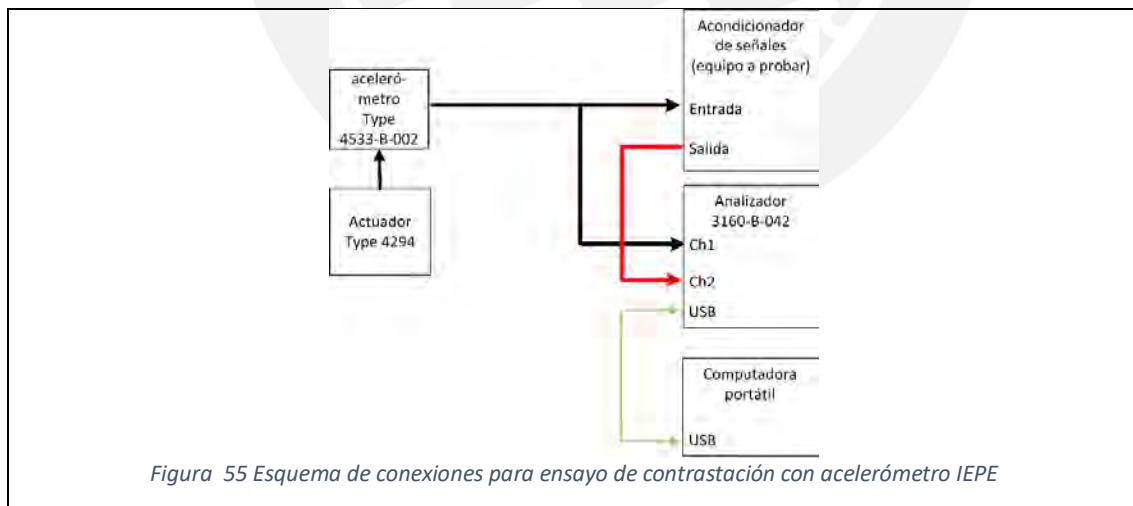 Acondicionador
de señales
(equipo a probar)
Entrada
Salida
aceleró-
metro
Type
4533-B-002
Actuador
Type 4294
Analizador
3160-B-042
Ch1
Ch2
USB
Computadora
portátil
USB
Figura 55 Esquema de conexiones para ensayo de contrastación con acelerómetro IEPE